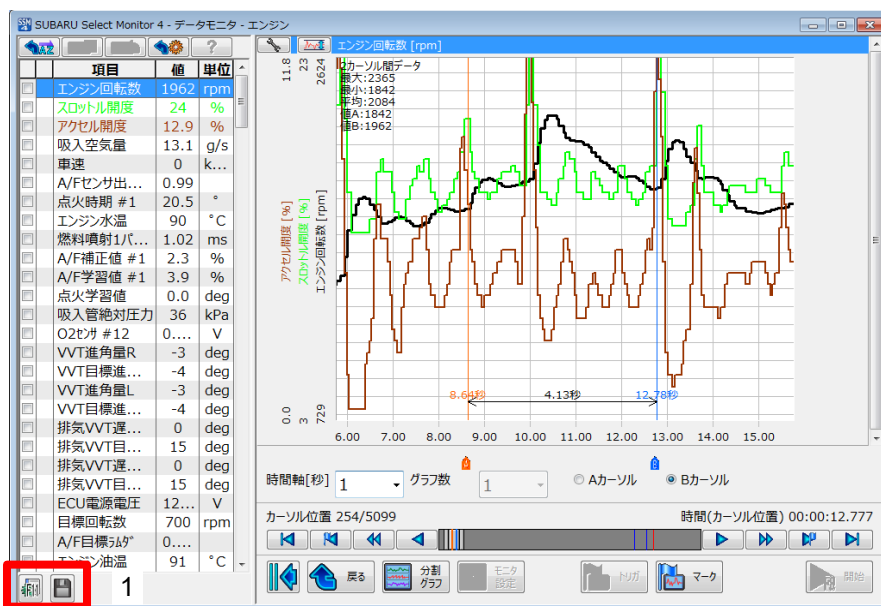 SUBARU Select Monitor 4 - データモニタ - エンジン
AZ
?
エンジン回転数 [rpm]
項目 値 単位
エンジン回転数 1962 rpm
スロットル開度 24 %
アクセル開度 12.9 %
吸入空気量 13.1 g/s
車速 0 k...
A/Fセンサ出... 0.99
点火時期 #1 20.5 °
エンジン水温 90 °C
燃料噴射1パ... 1.02 ms
A/F補正値 #1 2.3 %
A/F学習値 #1 3.9 %
点火学習値 0.0 deg
吸入管絶対圧力 36 kPa
O2センサ #12 0.... V
VVT進角量R -3 deg
VVT目標進... -4 deg
VVT進角量L -3 deg
VVT目標進... -4 deg
排気VVT遅... 0 deg
排気VVT目... 15 deg
排気VVT遅... 0 deg
排気VVT目... 15 deg
ECU電源電圧 12... V
目標回転数 700 rpm
A/F目標ラムダ 0....
エンジン油温 91 °C
1
11.8
23
2624
2カーソル間データ
最大:2365
最小:1842
平均:2084
値A:1842
値B:1962
アクセル開度 [%]
スロットル開度 [%]
エンジン回転数 [rpm]
0.0
3
729
8.64秒
4.13秒
12.78秒
6.00 7.00 8.00 9.00 10.00 11.00 12.00 13.00 14.00 15.00
時間軸[秒] 1 グラフ数 1 Aカーソル Bカーソル
カーソル位置 254/5099 時間(カーソル位置) 00:00:12.777
戻る
分割
グラフ
モニタ
設定
トリガ
マーク
開始